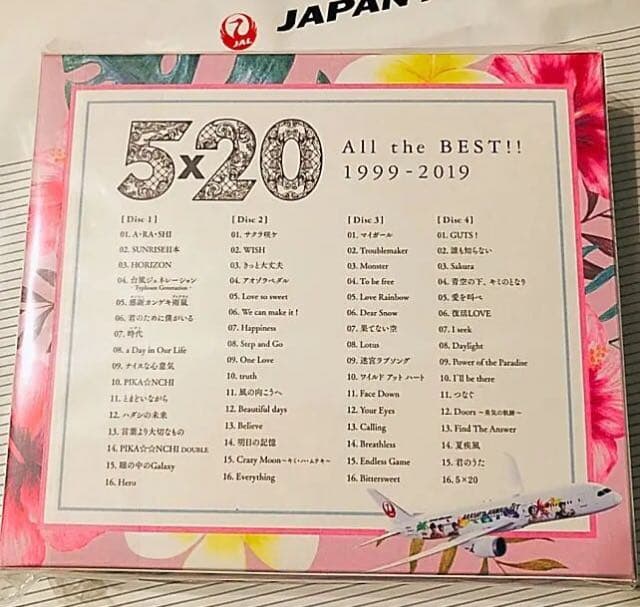 JAL
JAPAN
5×20
All the BEST!!
1999-2019
[Disc 1]
01. A・RA・SHI
02. SUNRISE日本
03. HORIZON
04. 台風ジェネレーション
-Typhoon Generation-
05. 感謝カンゲキ雨嵐
06. 君のために僕がいる
07. 時代
08. a Day in Our Life
09. ナイスな心意気
10. PIKA☆NCHI
11. とまどいながら
12. ハダシの未来
13. 言葉より大切なもの
14. PIKA☆☆NCHI DOUBLE
15. 瞳の中のGalaxy
16. Hero
[Disc 2]
01. サクラ咲ケ
02. WISH
03. きっと大丈夫
04. アオゾラペダル
05. Love so sweet
06. We can make it !
07. Happiness
08. Step and Go
09. One Love
10. truth
11. 風の向こうへ
12. Beautiful days
13. Believe
14. 明日の記憶
15. Crazy Moon～キミ・ハ・ムテキ～
16. Everything
[Disc 3]
01. マイガール
02. Troublemaker
03. Monster
04. To be free
05. Love Rainbow
06. Dear Snow
07.果てない空
08. Lotus
09. 迷宮ラブソング
10. ワイルド アット ハート
11. Face Down
12. Your Eyes
13. Calling
14. Breathless
15. Endless Game
16. Bittersweet
[Disc 4]
01. GUTS !
02. 誰も知らない
03. Sakura
04. 青空の下、キミのとなり
05. 愛を叫べ
06. 復活LOVE
07. I seek
08. Daylight
09. Power of the Paradise
10. I'll be there
11. つなぐ
12. Doors ～勇気の軌跡～
13. Find The Answer
14. 夏疾風
15. 君のうた
16. 5×20